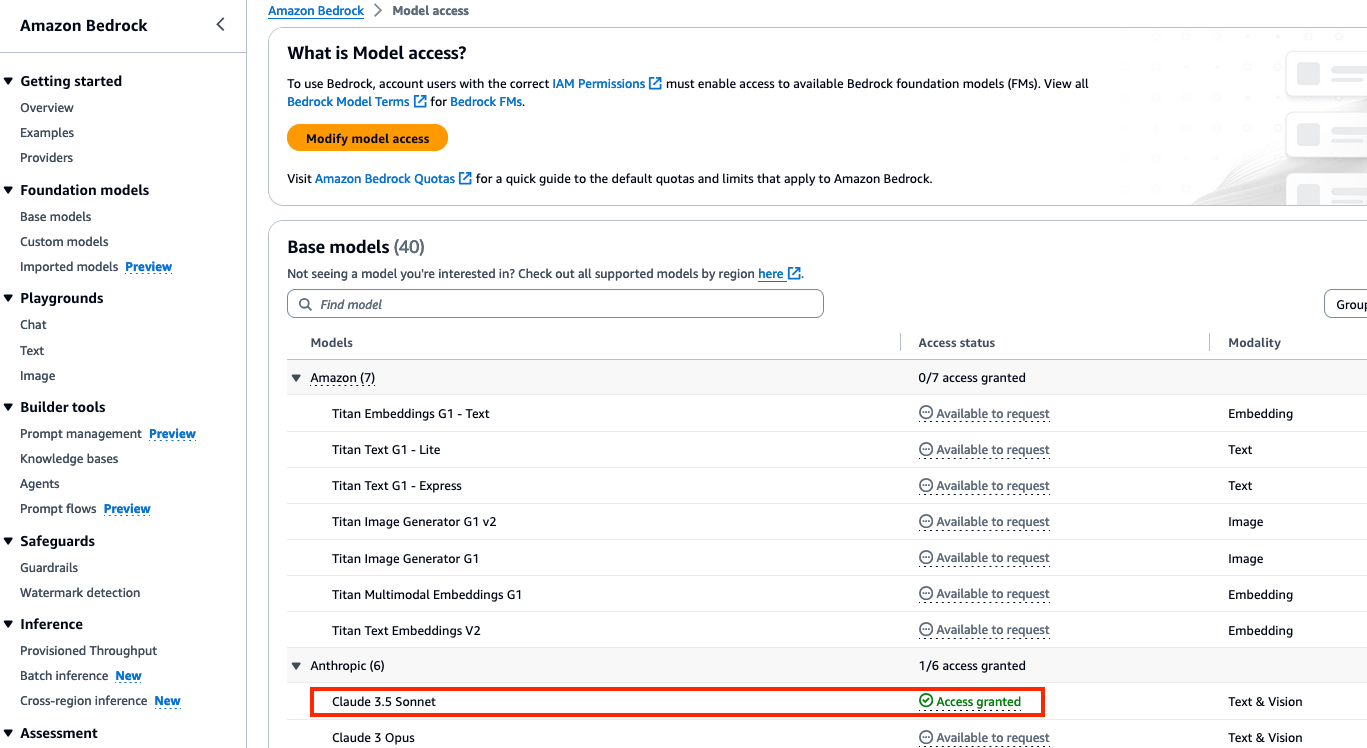 Amazon Bedrock
Getting started
Overview
Examples
Providers
Foundation models
Base models
Custom models
Imported models Preview
Playgrounds
Chat
Text
Image
Builder tools
Prompt management Preview
Knowledge bases
Agents
Prompt flows Preview
Safeguards
Guardrails
Watermark detection
Inference
Provisioned Throughput
Batch inference New
Cross-region inference New
Assessment
Amazon Bedrock > Model access
What is Model access?
To use Bedrock, account users with the correct IAM Permissions must enable access to available Bedrock foundation models (FMs). View all
Bedrock Model Terms for Bedrock FMs.
Modify model access
Visit Amazon Bedrock Quotas for a quick guide to the default quotas and limits that apply to Amazon Bedrock.
Base models (40)
Not seeing a model you're interested in? Check out all supported models by region here.
Find model
Grou
Models Access status Modality
Amazon (7) 0/7 access granted
Titan Embeddings G1 - Text Available to request Embedding
Titan Text G1 - Lite Available to request Text
Titan Text G1 - Express Available to request Text
Titan Image Generator G1 v2 Available to request Image
Titan Image Generator G1 Available to request Image
Titan Multimodal Embeddings G1 Available to request Embedding
Titan Text Embeddings V2 Available to request Embedding
Anthropic (6) 1/6 access granted
Claude 3.5 Sonnet Access granted Text & Vision
Claude 3 Opus Available to request Text & Vision